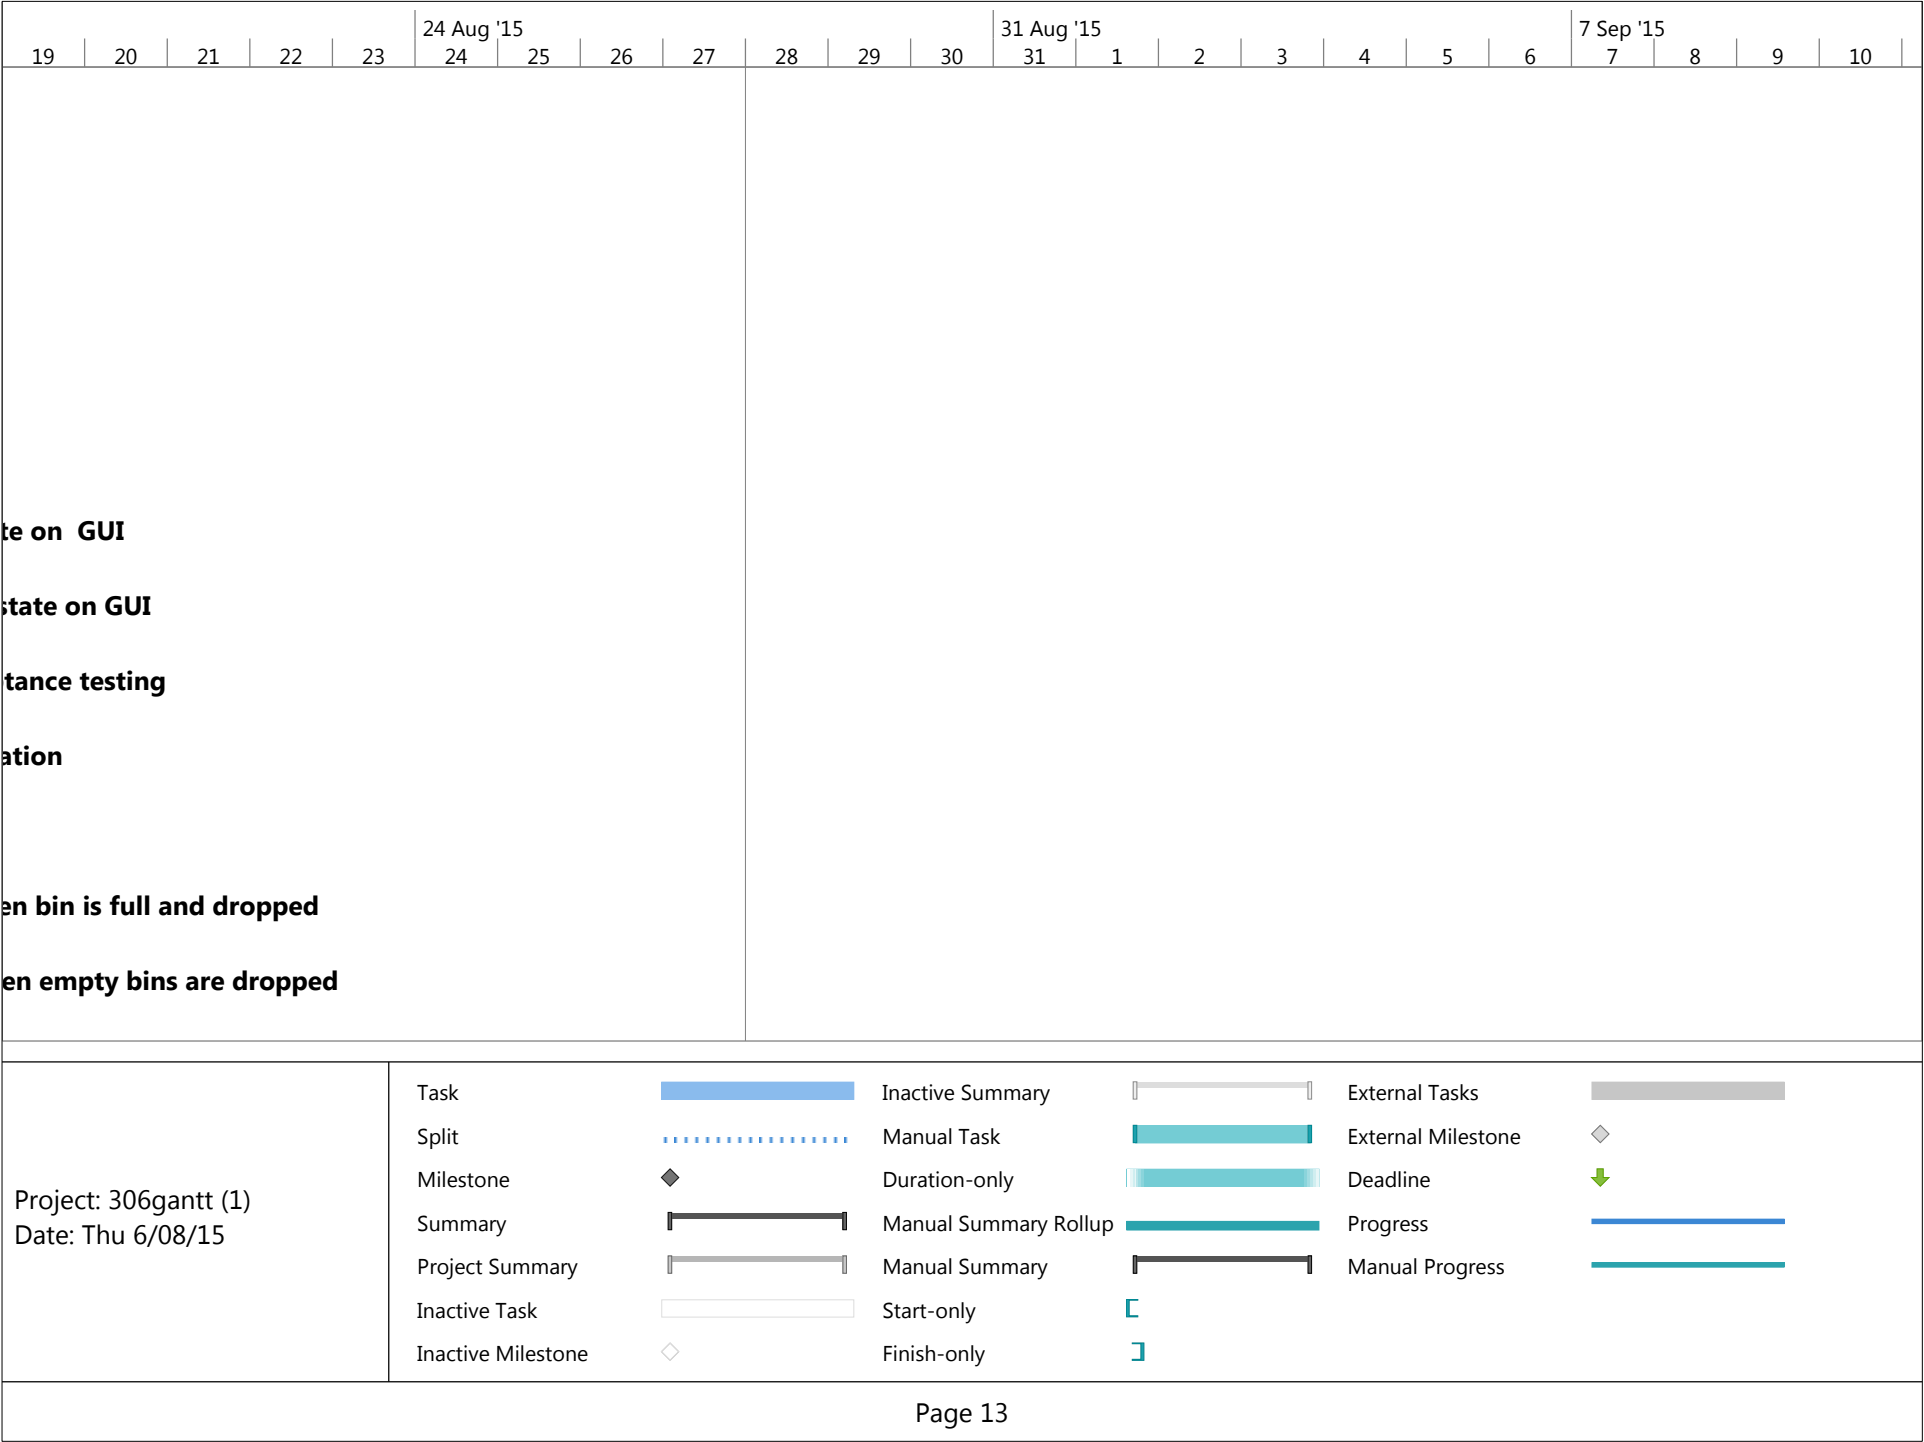 24 Aug '15 31 Aug '15 7 Sep '15
19 20 21 22 23 24 25 26 27 28 29 30 31 1 2 3 4 5 6 7 8 9 10
te on  GUI
state on GUI
tance testing
ation
en bin is full and dropped
en empty bins are dropped
Project: 306gantt (1)
Date: Thu 6/08/15
Task
Split
Milestone
Summary
Project Summary
Inactive Task
Inactive Milestone
Inactive Summary
Manual Task
Duration-only
Manual Summary Rollup
Manual Summary
Start-only
Finish-only
External Tasks
External Milestone
Deadline
Progress
Manual Progress
Page 13